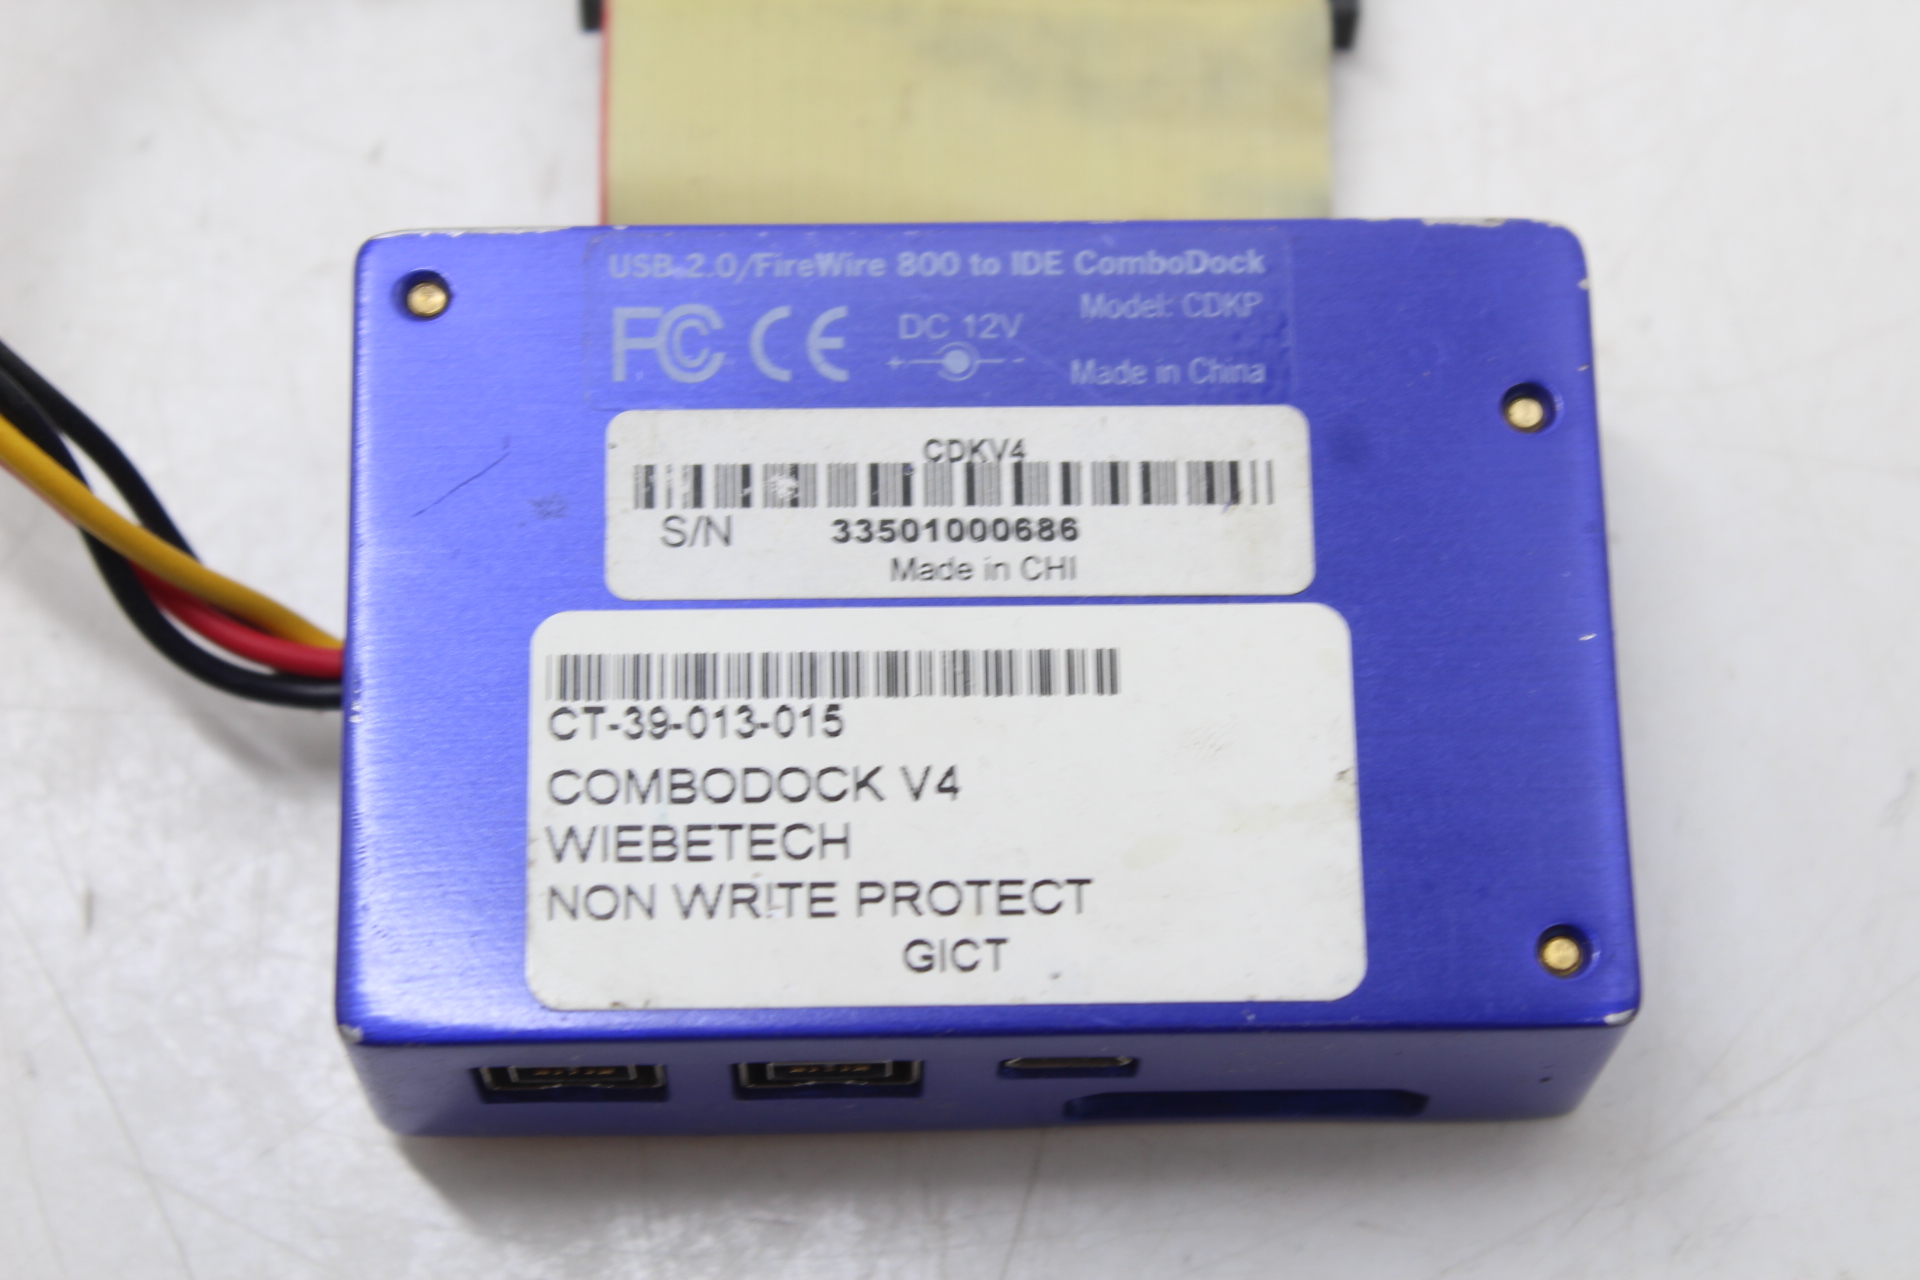 USB 2.0/FireWire 800 to IDE ComboDock
Model: CDKP
FC CE DC 12V
+ -
Made in China
CDKV4
S/N 33501000686
Made in CHI
CT-39-013-015
COMBODOCK V4
WIEBETECH
NON WRITE PROTECT
GICT